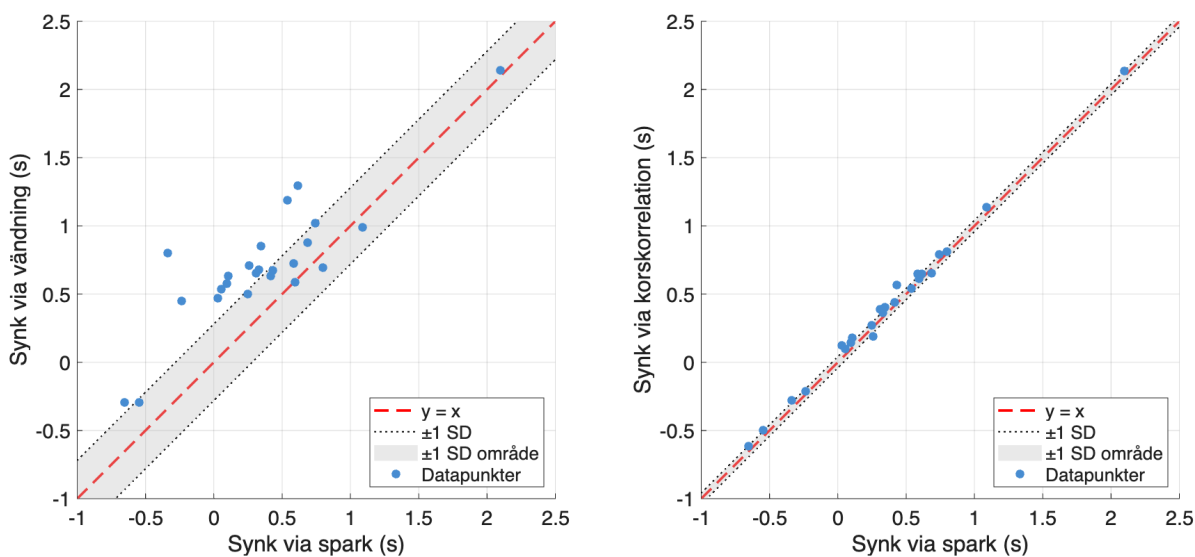 2.5
2
1.5
1
0.5
0
-0.5
-1
Synk via vändning (s)
-1
-0.5
0
0.5
1
1.5
2
2.5
Synk via spark (s)
y = x
±1 SD
±1 SD område
Datapunkter
2.5
2
1.5
1
0.5
0
-0.5
-1
Synk via korskorrelation (s)
-1
-0.5
0
0.5
1
1.5
2
2.5
Synk via spark (s)
y = x
±1 SD
±1 SD område
Datapunkter